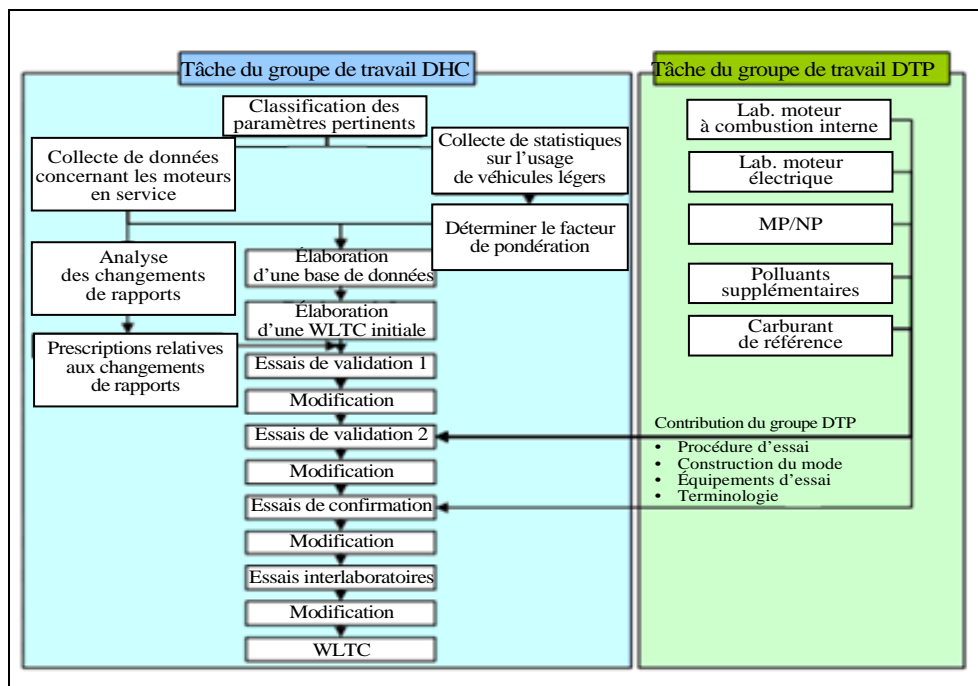 Tâche du groupe de travail DHC
Classification des
paramètres pertinents
Collecte de données
concernant les moteurs
en service
Collecte de statistiques
sur l’usage
de véhicules légers
Déterminer le facteur
de pondération
Analyse
des changements
de rapports
Élaboration
d’une base de données
Élaboration
d’une WLTC initiale
Prescriptions relatives
aux changements
de rapports
Essais de validation 1
Modification
Essais de validation 2
Modification
Essais de confirmation
Modification
Essais interlaboratoires
Modification
WLTC
Tâche du groupe de travail DTP
Lab. moteur
à combustion interne
Lab. moteur
électrique
MP/NP
Polluants
supplémentaires
Carburant
de référence
Contribution du groupe DTP
• Procédure d’essai
• Construction du mode
• Équipements d’essai
• Terminologie